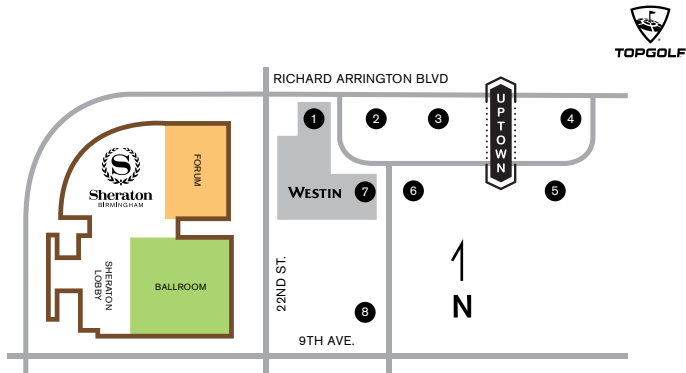 TOPGOLF
RICHARD ARRINGTON BLVD
UPTOWN
1
2
3
4
FORUM
S
Sheraton
BIRMINGHAM
WESTIN
7
6
5
SHERATON
LOBBY
BALLROOM
22ND ST.
N
8
9TH AVE.